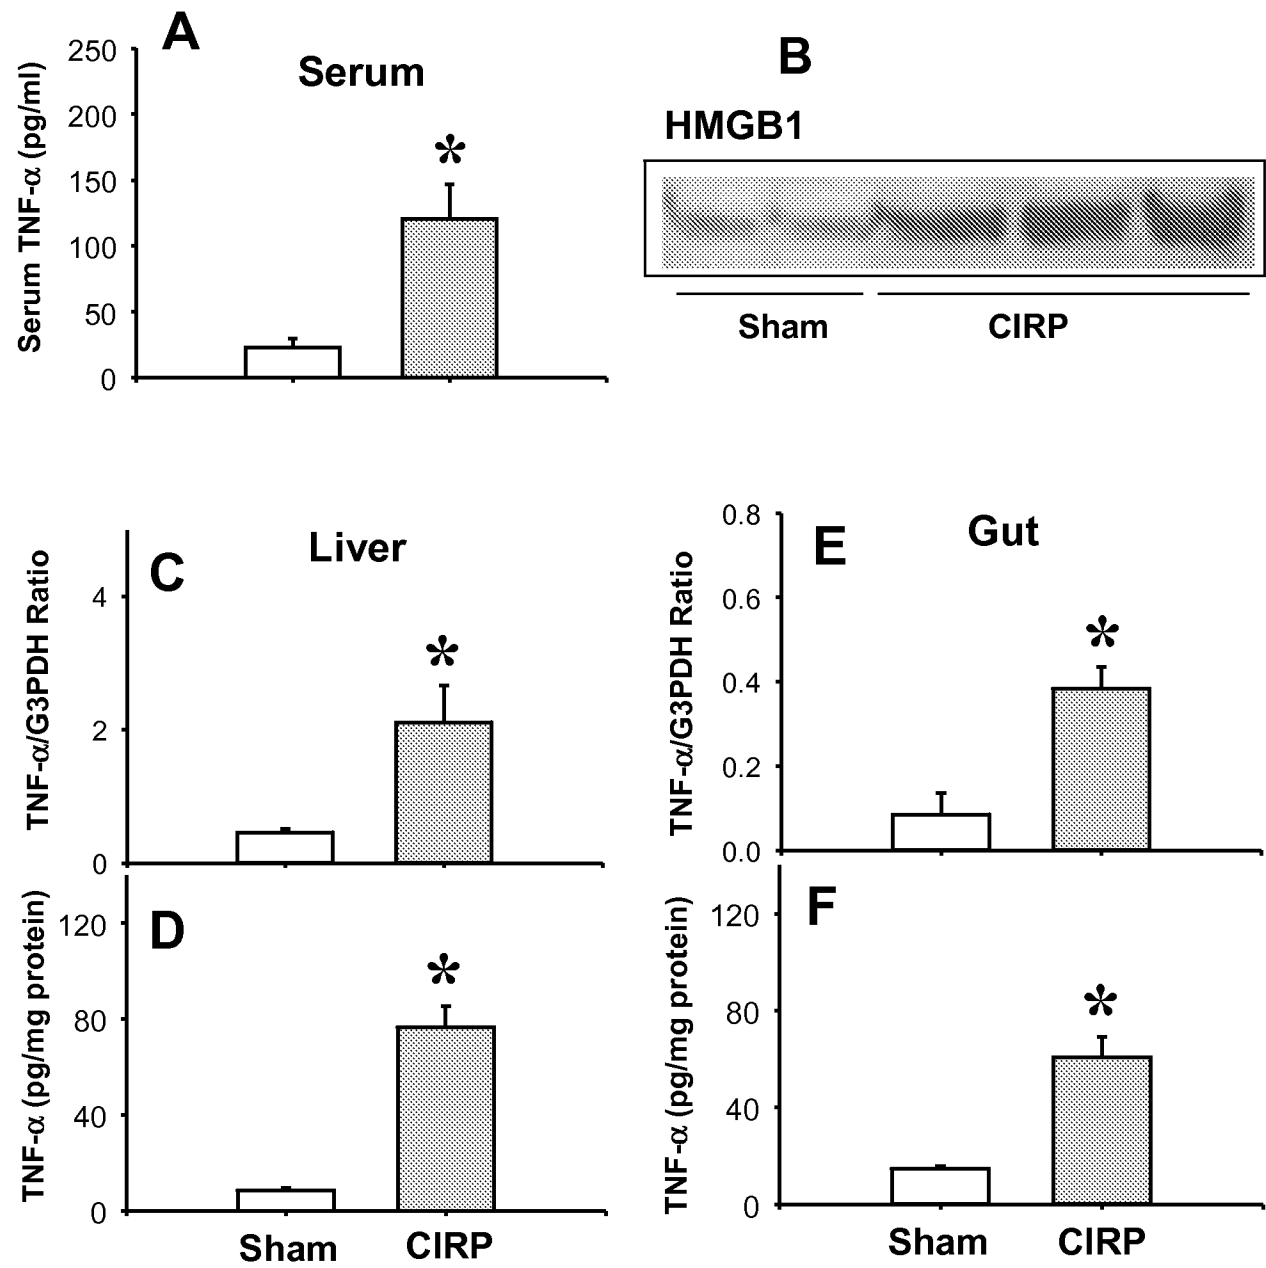 A
Serum
Serum TNF-α (pg/ml)
250
200
150
100
50
0
*
B
HMGB1
Sham
CIRP
C
Liver
TNF-α/G3PDH Ratio
4
2
0
*
E
Gut
TNF-α/G3PDH Ratio
0.8
0.6
0.4
0.2
0.0
*
D
TNF-α (pg/mg protein)
120
80
40
0
*
Sham
CIRP
F
TNF-α (pg/mg protein)
120
80
40
0
*
Sham
CIRP